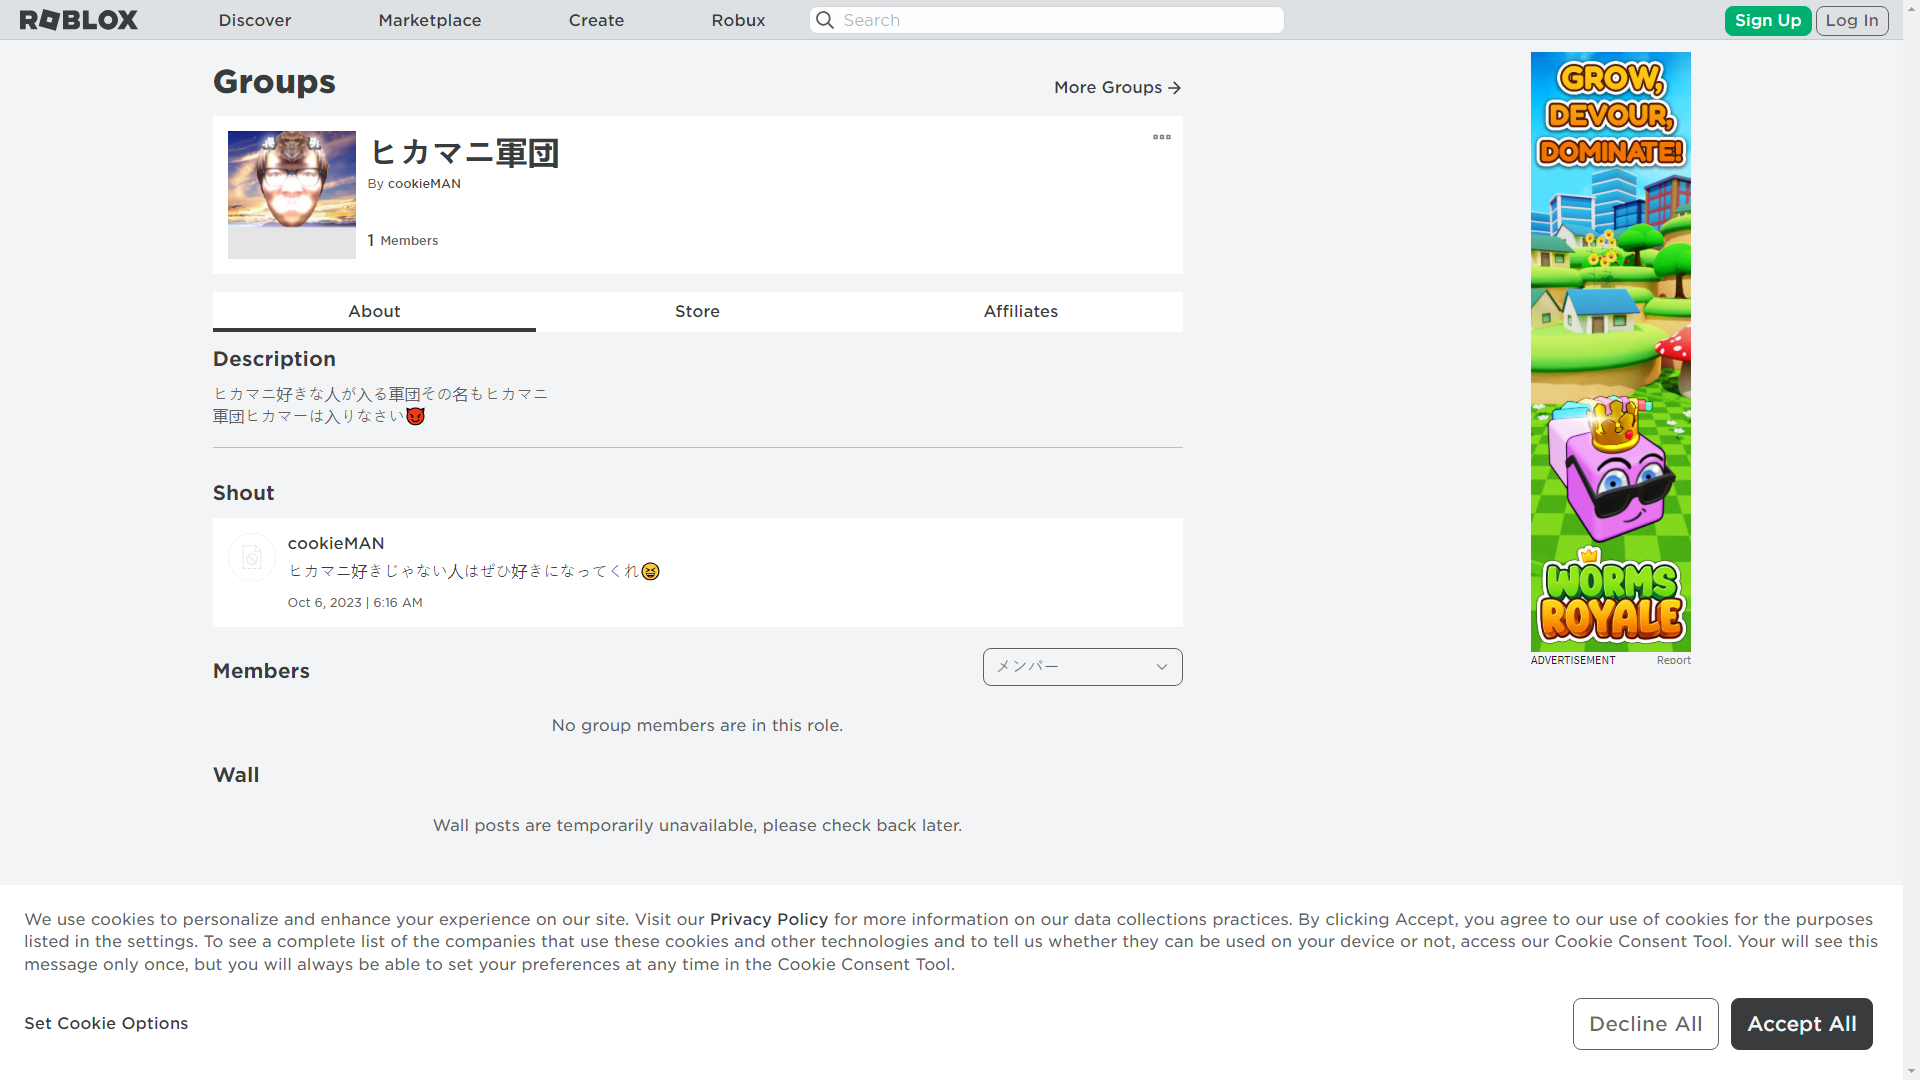 ROBLOX
Discover
Marketplace
Create
Robux
Search
Sign Up
Log In
Groups
More Groups
ヒカマニ軍団
By cookieMAN
1 Members
About
Store
Affiliates
Description
ヒカマニ好きな人が入る軍団その名もヒカマニ
軍団ヒカマーは入りなさい😈
Shout
cookieMAN
ヒカマニ好きじゃない人はぜひ好きになってくれ😆
Oct 6, 2023 | 6:16 AM
Members
メンバー
No group members are in this role.
Wall
Wall posts are temporarily unavailable, please check back later.
GROW,
DEVOUR,
DOMINATE!
WORMS
ROYALE
ADVERTISEMENT
Report
We use cookies to personalize and enhance your experience on our site. Visit our Privacy Policy for more information on our data collections practices. By clicking Accept, you agree to our use of cookies for the purposes
listed in the settings. To see a complete list of the companies that use these cookies and other technologies and to tell us whether they can be used on your device or not, access our Cookie Consent Tool. Your will see this
message only once, but you will always be able to set your preferences at any time in the Cookie Consent Tool.
Set Cookie Options
Decline All
Accept All